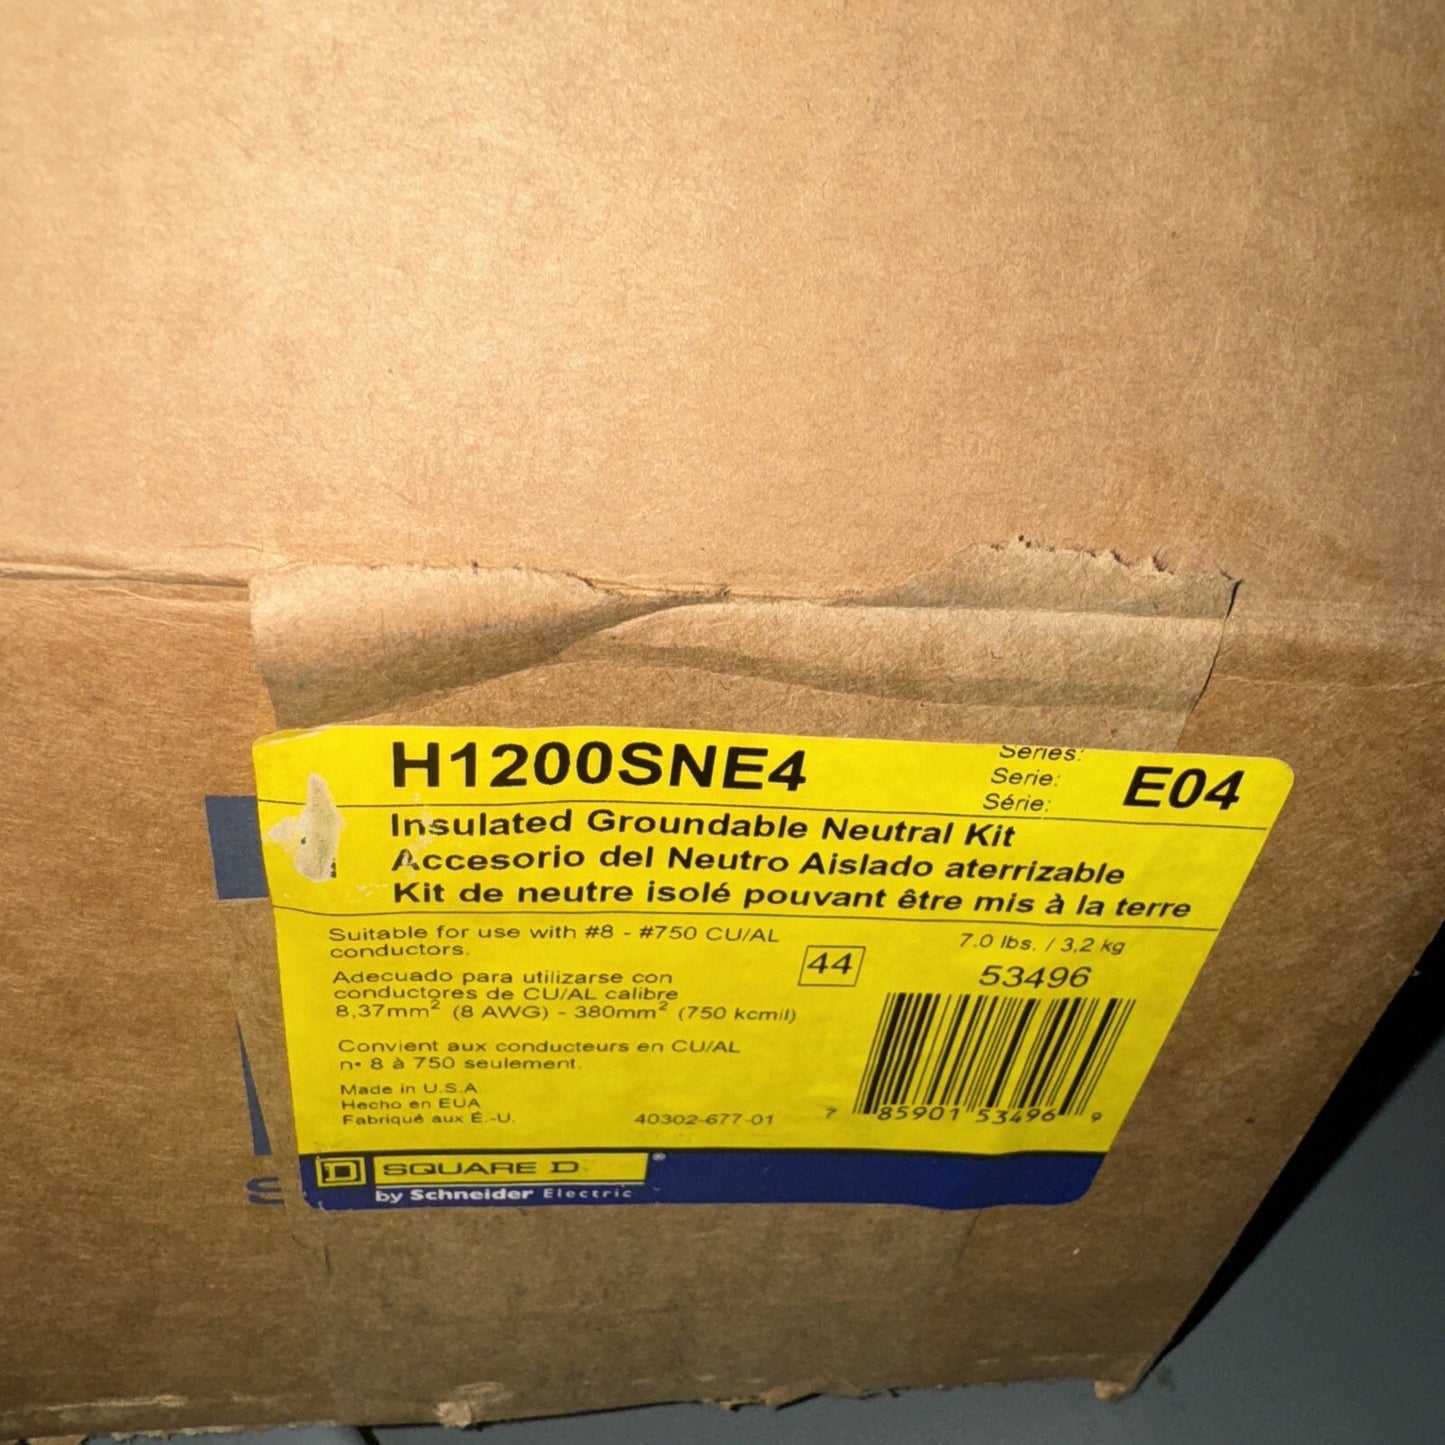 H1200SNE4
Series:
Serie:
Série:
E04
Insulated Groundable Neutral Kit
Accesorio del Neutro Aislado aterrizable
Kit de neutre isolé pouvant être mis à la terre
Suitable for use with #8 - #750 CU/AL
conductors.
Adecuado para utilizarse con
conductores de CU/AL calibre
8,37mm² (8 AWG) - 380mm² (750 kcmil)
Convient aux conducteurs en CU/AL
n• 8 à 750 seulement.
Made in U.S.A.
Hecho en EUA
Fabriqué aux É.-U.
40302-677-01
44
7.0 lbs. / 3,2 kg
53496
7 85901 53496 9
D SQUARE D ®
by Schneider Electric